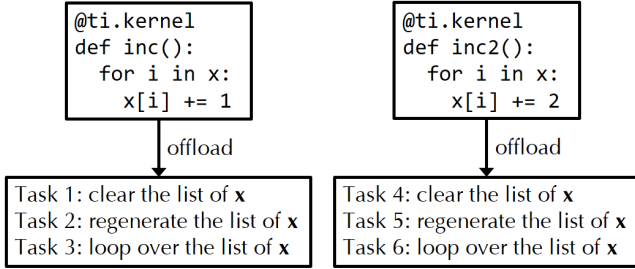 @ti.kernel
def inc():
  for i in x:
    x[i] += 1
offload
Task 1: clear the list of x
Task 2: regenerate the list of x
Task 3: loop over the list of x
@ti.kernel
def inc2():
  for i in x:
    x[i] += 2
offload
Task 4: clear the list of x
Task 5: regenerate the list of x
Task 6: loop over the list of x